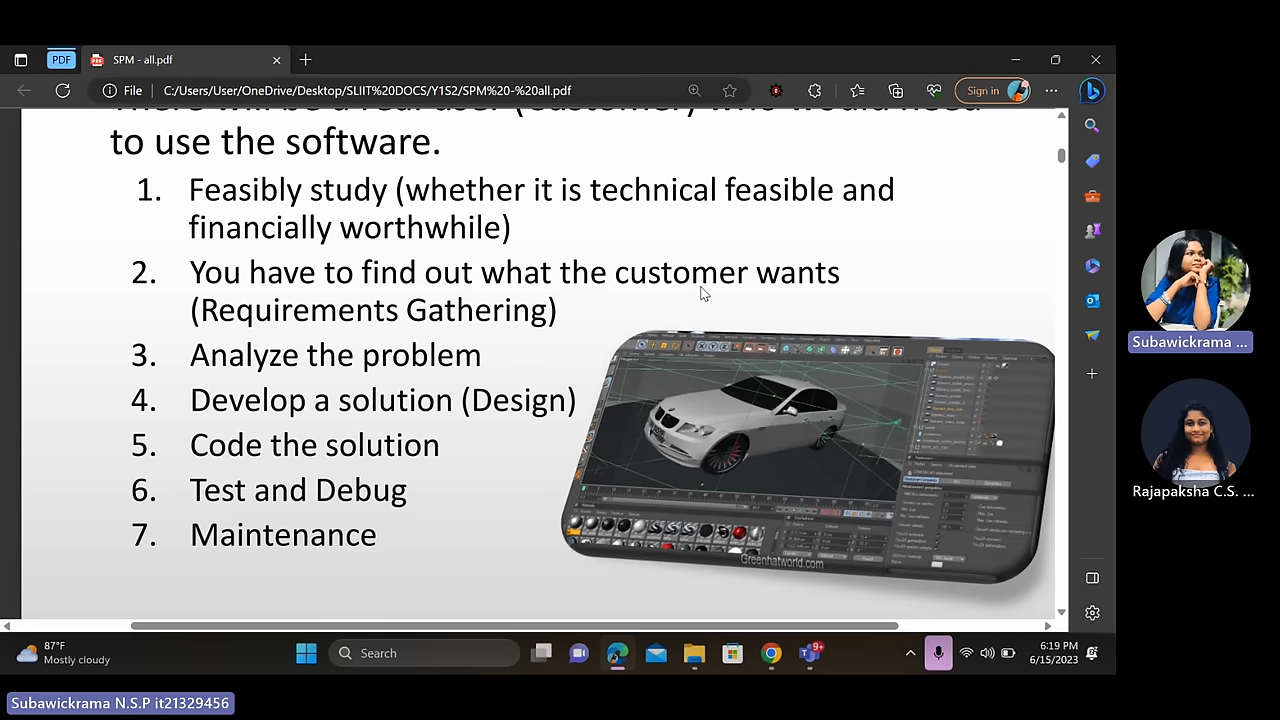 PDF
SPM - all.pdf
File
C:/Users/User/OneDrive/Desktop/SLIIT%20DOCS/Y1S2/SPM%20-%20all.pdf
Sign in
to use the software.
1. Feasibly study (whether it is technical feasible and
financially worthwhile)
2. You have to find out what the customer wants
(Requirements Gathering)
3. Analyze the problem
4. Develop a solution (Design)
5. Code the solution
6. Test and Debug
7. Maintenance
Greenhatworld.com
Subawickrama ...
Rajapaksha C.S. ...
87°F
Mostly cloudy
Search
9+
6:19 PM
6/15/2023
Subawickrama N.S.P it21329456